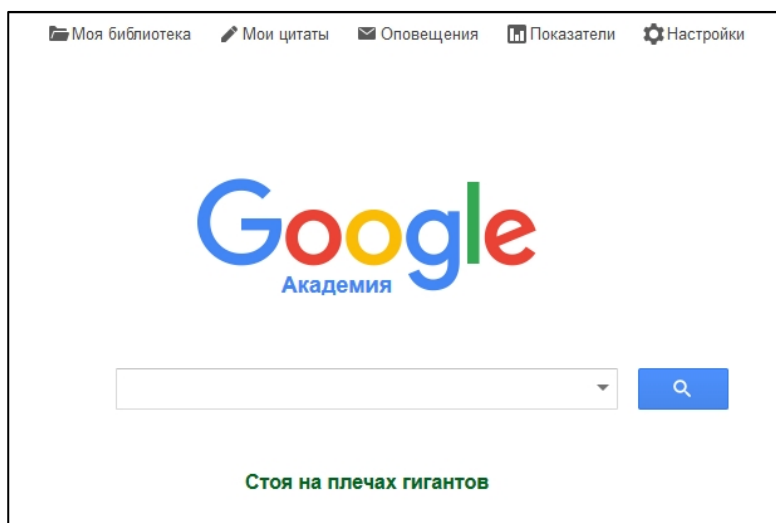 Моя библиотека Мои цитаты Оповещения Показатели Настройки
Google
Академия
Стоя на плечах гигантов